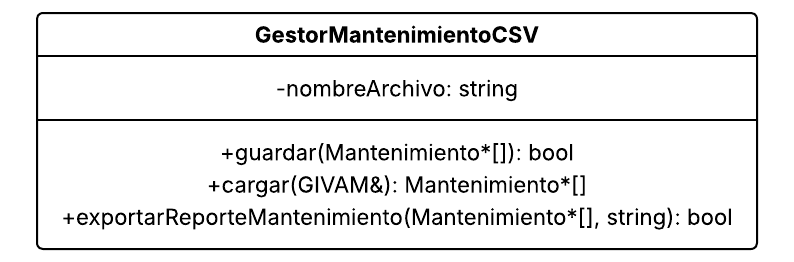 GestorMantenimientoCSV
-nombreArchivo: string
+guardar(Mantenimiento*[]): bool
+cargar(GIVAM&): Mantenimiento*[]
+exportarReporteMantenimiento(Mantenimiento*[], string): bool